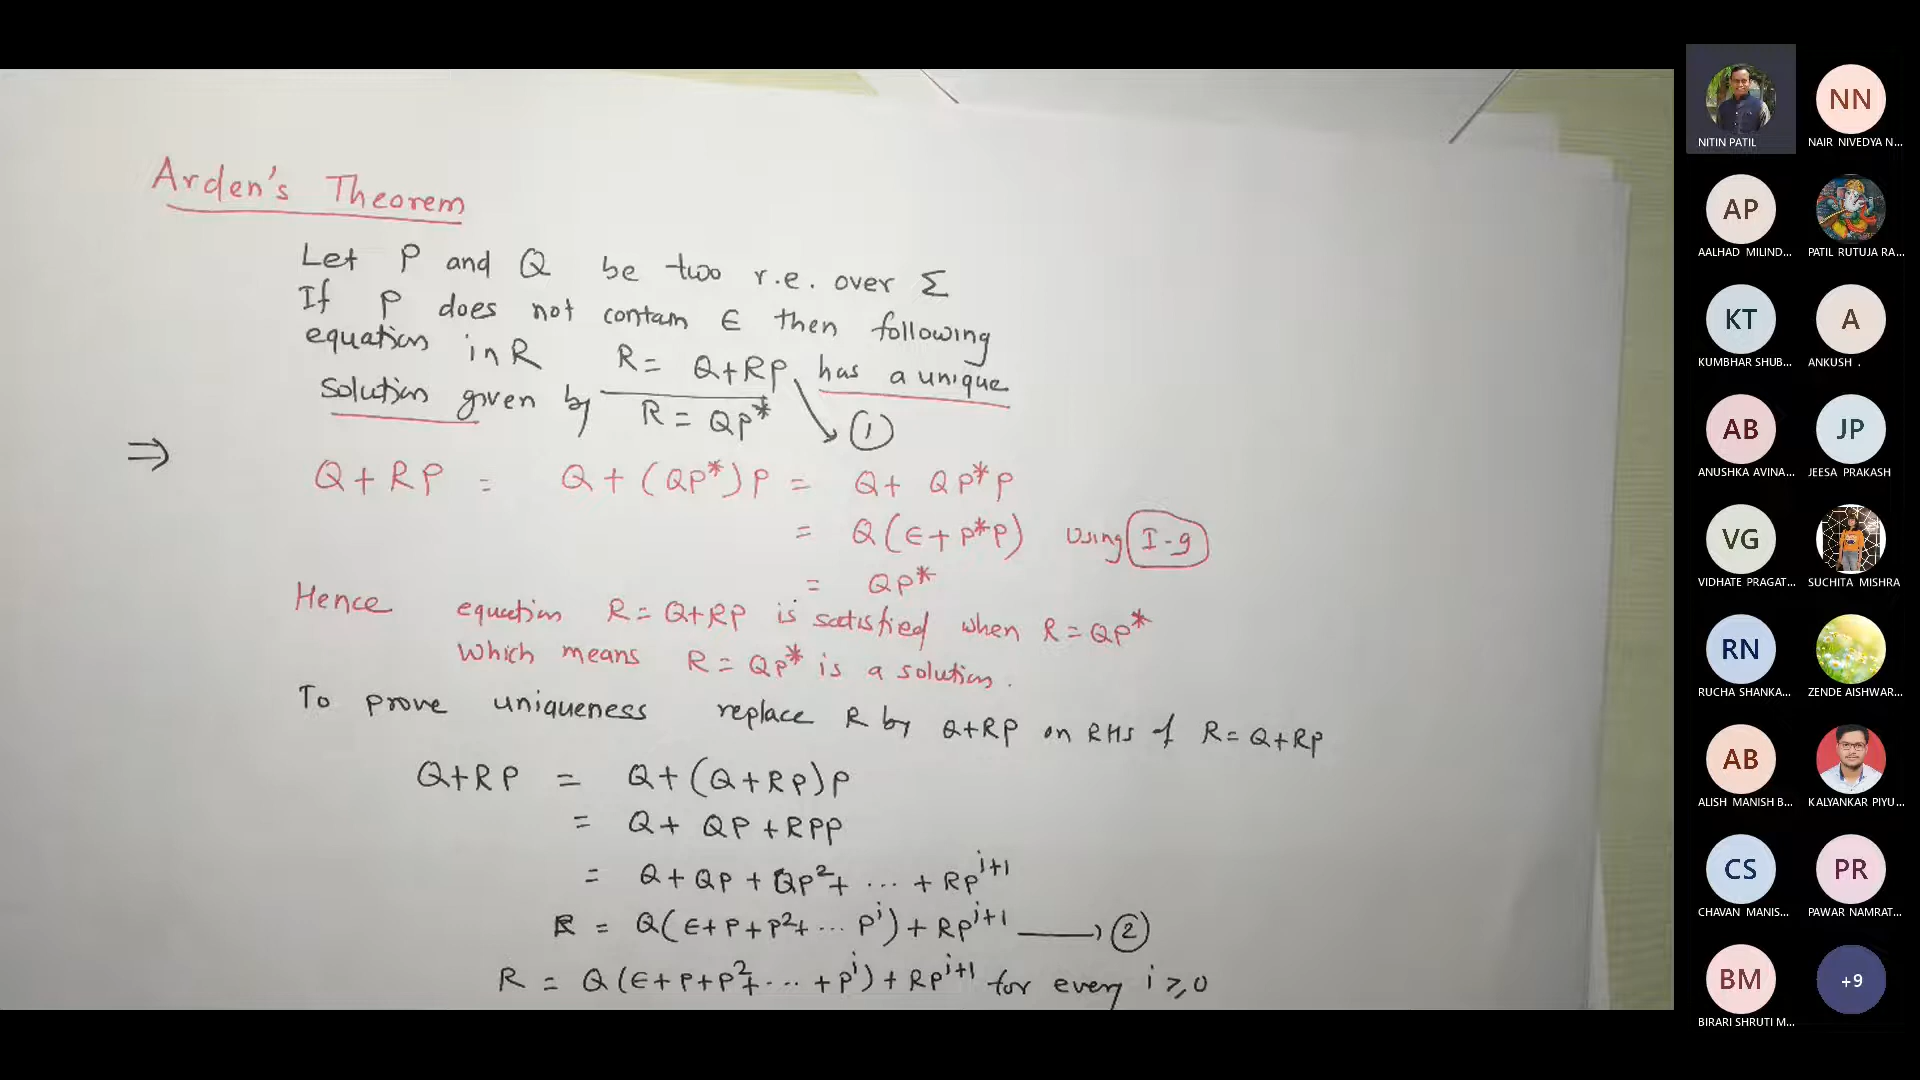 Arden's Theorem
Let P and Q be two r.e. over Σ
If P does not contain ∈ then following
equation in R R = Q+RP has a unique
solution given by R = QP* ①
⇒
Q + RP = Q + (QP*)P = Q + QP*P
= Q(∈ + P*P) using I-9
= QP*
Hence equation R = Q+RP is satisfied when R = QP*
which means R = QP* is a solution.
To prove uniqueness replace R by Q+RP on RHS of R = Q+RP
Q+RP = Q+(Q+RP)P
= Q+ QP +RPP
= Q + QP + QP²+ ... + RPⁱ⁺¹
R = Q(∈+P+P²+ ... Pⁱ) + RPⁱ⁺¹ → ②
R = Q(∈+P+P²+ ... +Pⁱ) + RPⁱ⁺¹ for every i ≥ 0
NITIN PATIL
NN
NAIR NIVEDYA N...
AP
AALHAD MILIND...
PATIL RUTUJA RA...
KT
KUMBHAR SHUB...
A
ANKUSH .
AB
ANUSHKA AVINA...
JP
JEESA PRAKASH
VG
VIDHATE PRAGAT...
SUCHITA MISHRA
RN
RUCHA SHANKA...
ZENDE AISHWAR...
AB
ALISH MANISH B...
KALYANKAR PIYU...
CS
CHAVAN MANIS...
PR
PAWAR NAMRAT...
BM
BIRARI SHRUTI M...
+9